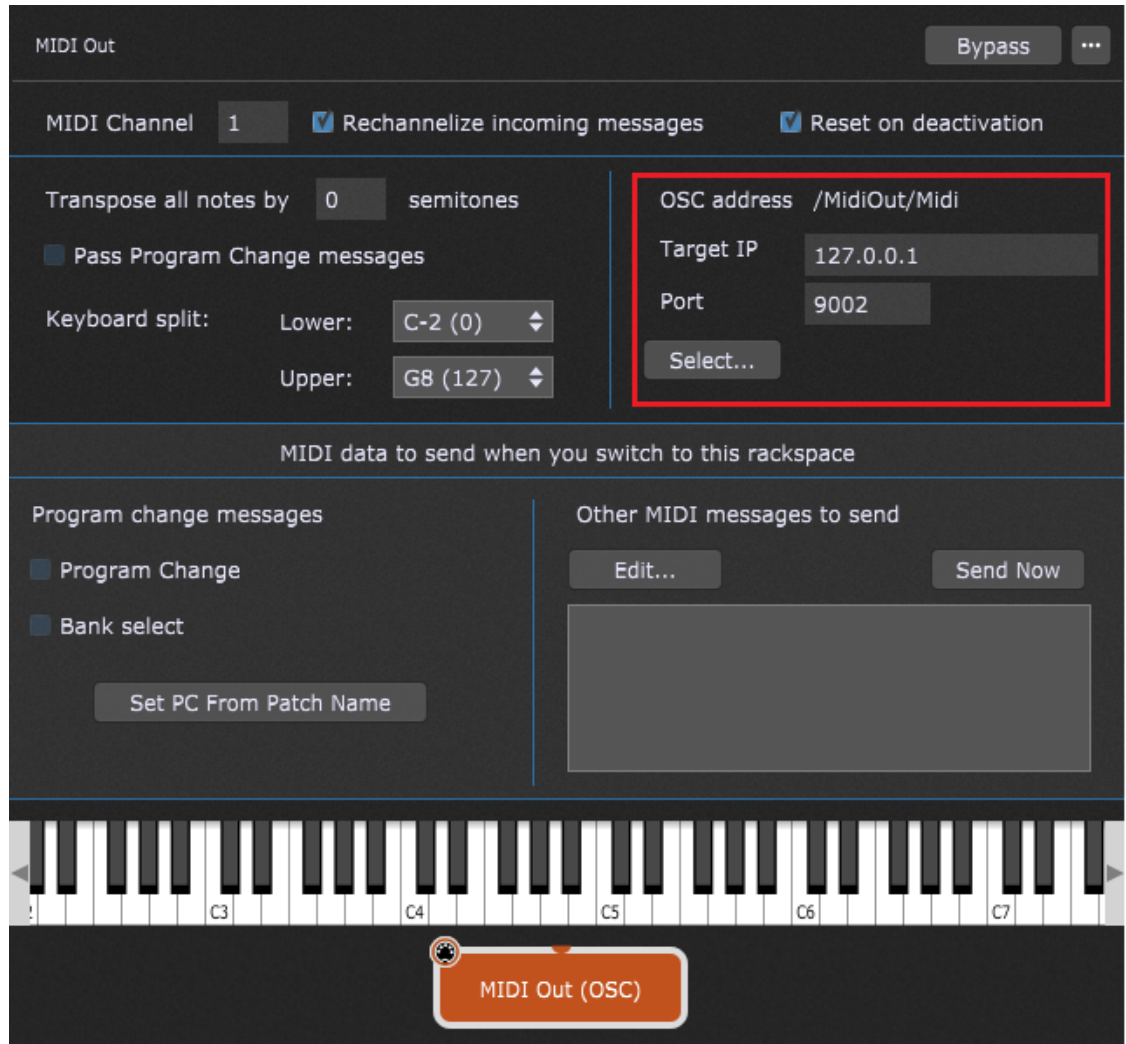 MIDI Out
Bypass
...
MIDI Channel 1 Rechannelize incoming messages Reset on deactivation
Transpose all notes by 0 semitones
Pass Program Change messages
Keyboard split: Lower: C-2 (0)
Upper: G8 (127)
OSC address /MidiOut/Midi
Target IP 127.0.0.1
Port 9002
Select...
MIDI data to send when you switch to this rackspace
Program change messages
Program Change
Bank select
Set PC From Patch Name
Other MIDI messages to send
Edit... Send Now
C3 C4 C5 C6 C7
MIDI Out (OSC)